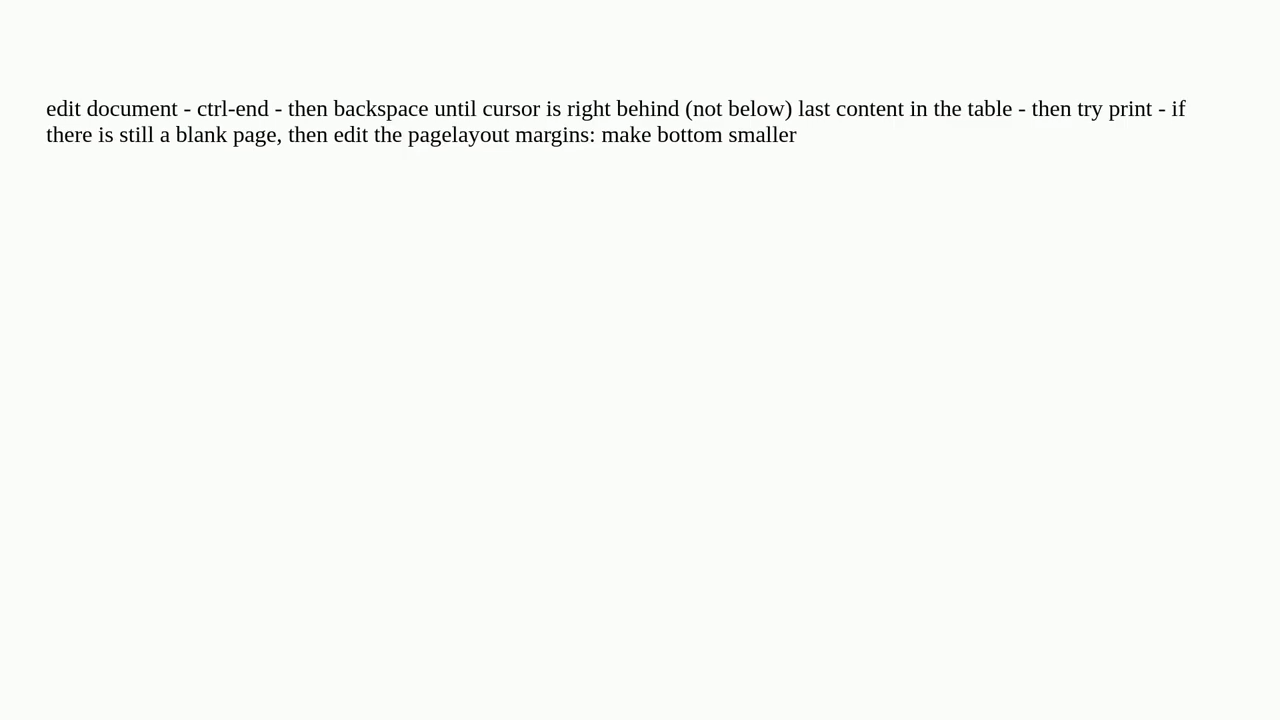 edit document - ctrl-end - then backspace until cursor is right behind (not below) last content in the table - then try print - if
there is still a blank page, then edit the pagelayout margins: make bottom smaller